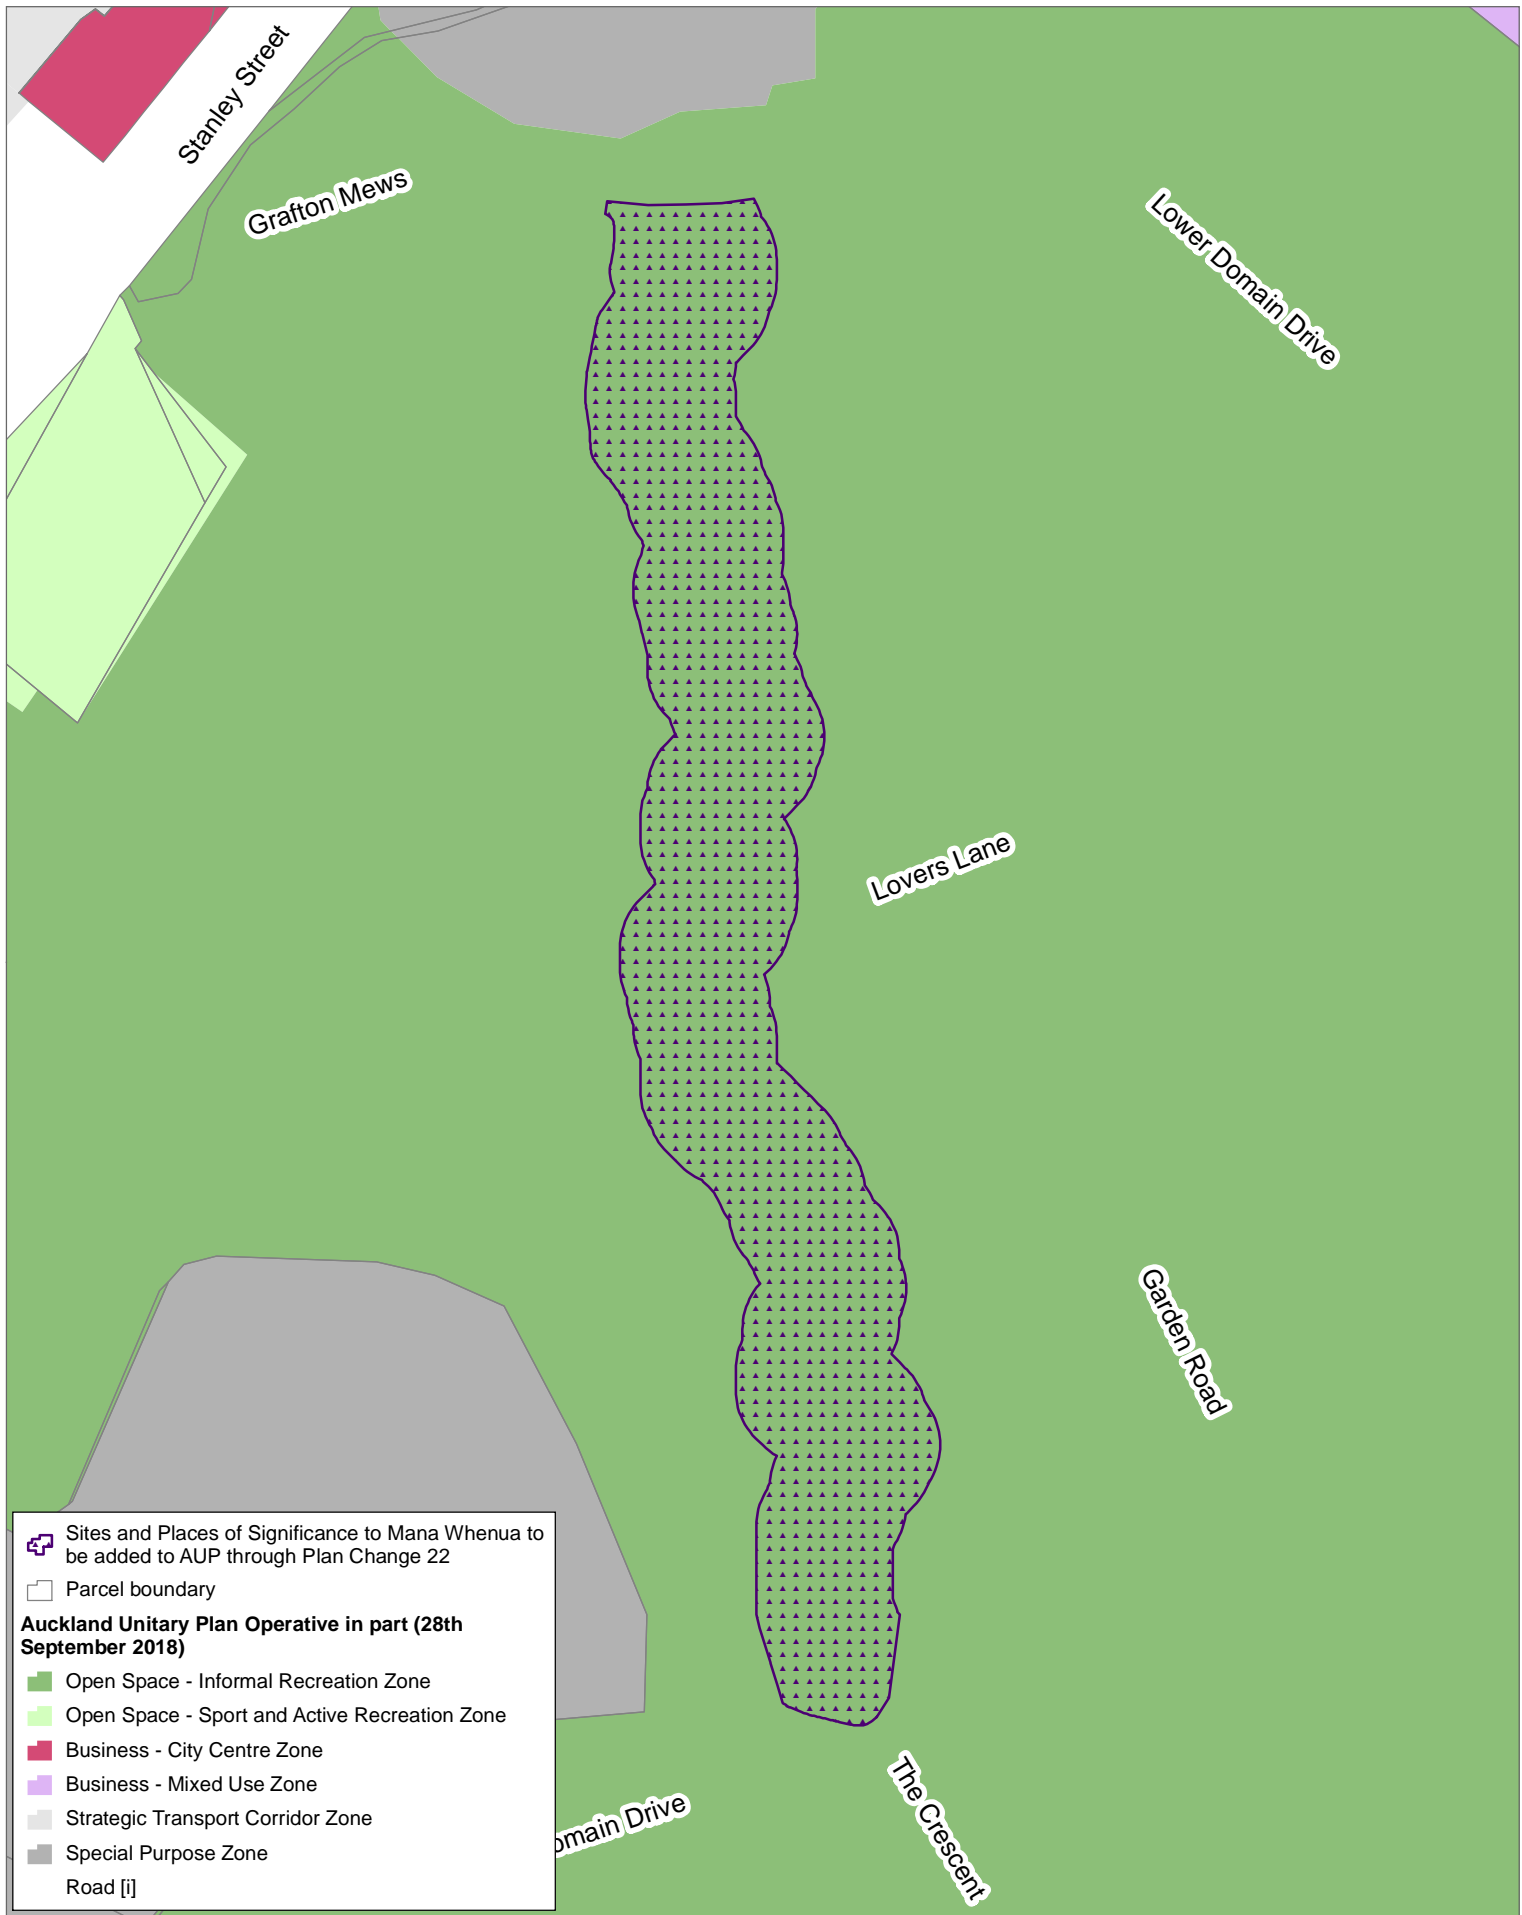 Stanley Street
Grafton Mews
Lower Domain Drive
Lovers Lane
Garden Road
The Crescent
omain Drive
Sites and Places of Significance to Mana Whenua to
be added to AUP through Plan Change 22
Parcel boundary
Auckland Unitary Plan Operative in part (28th
September 2018)
Open Space - Informal Recreation Zone
Open Space - Sport and Active Recreation Zone
Business - City Centre Zone
Business - Mixed Use Zone
Strategic Transport Corridor Zone
Special Purpose Zone
Road [i]